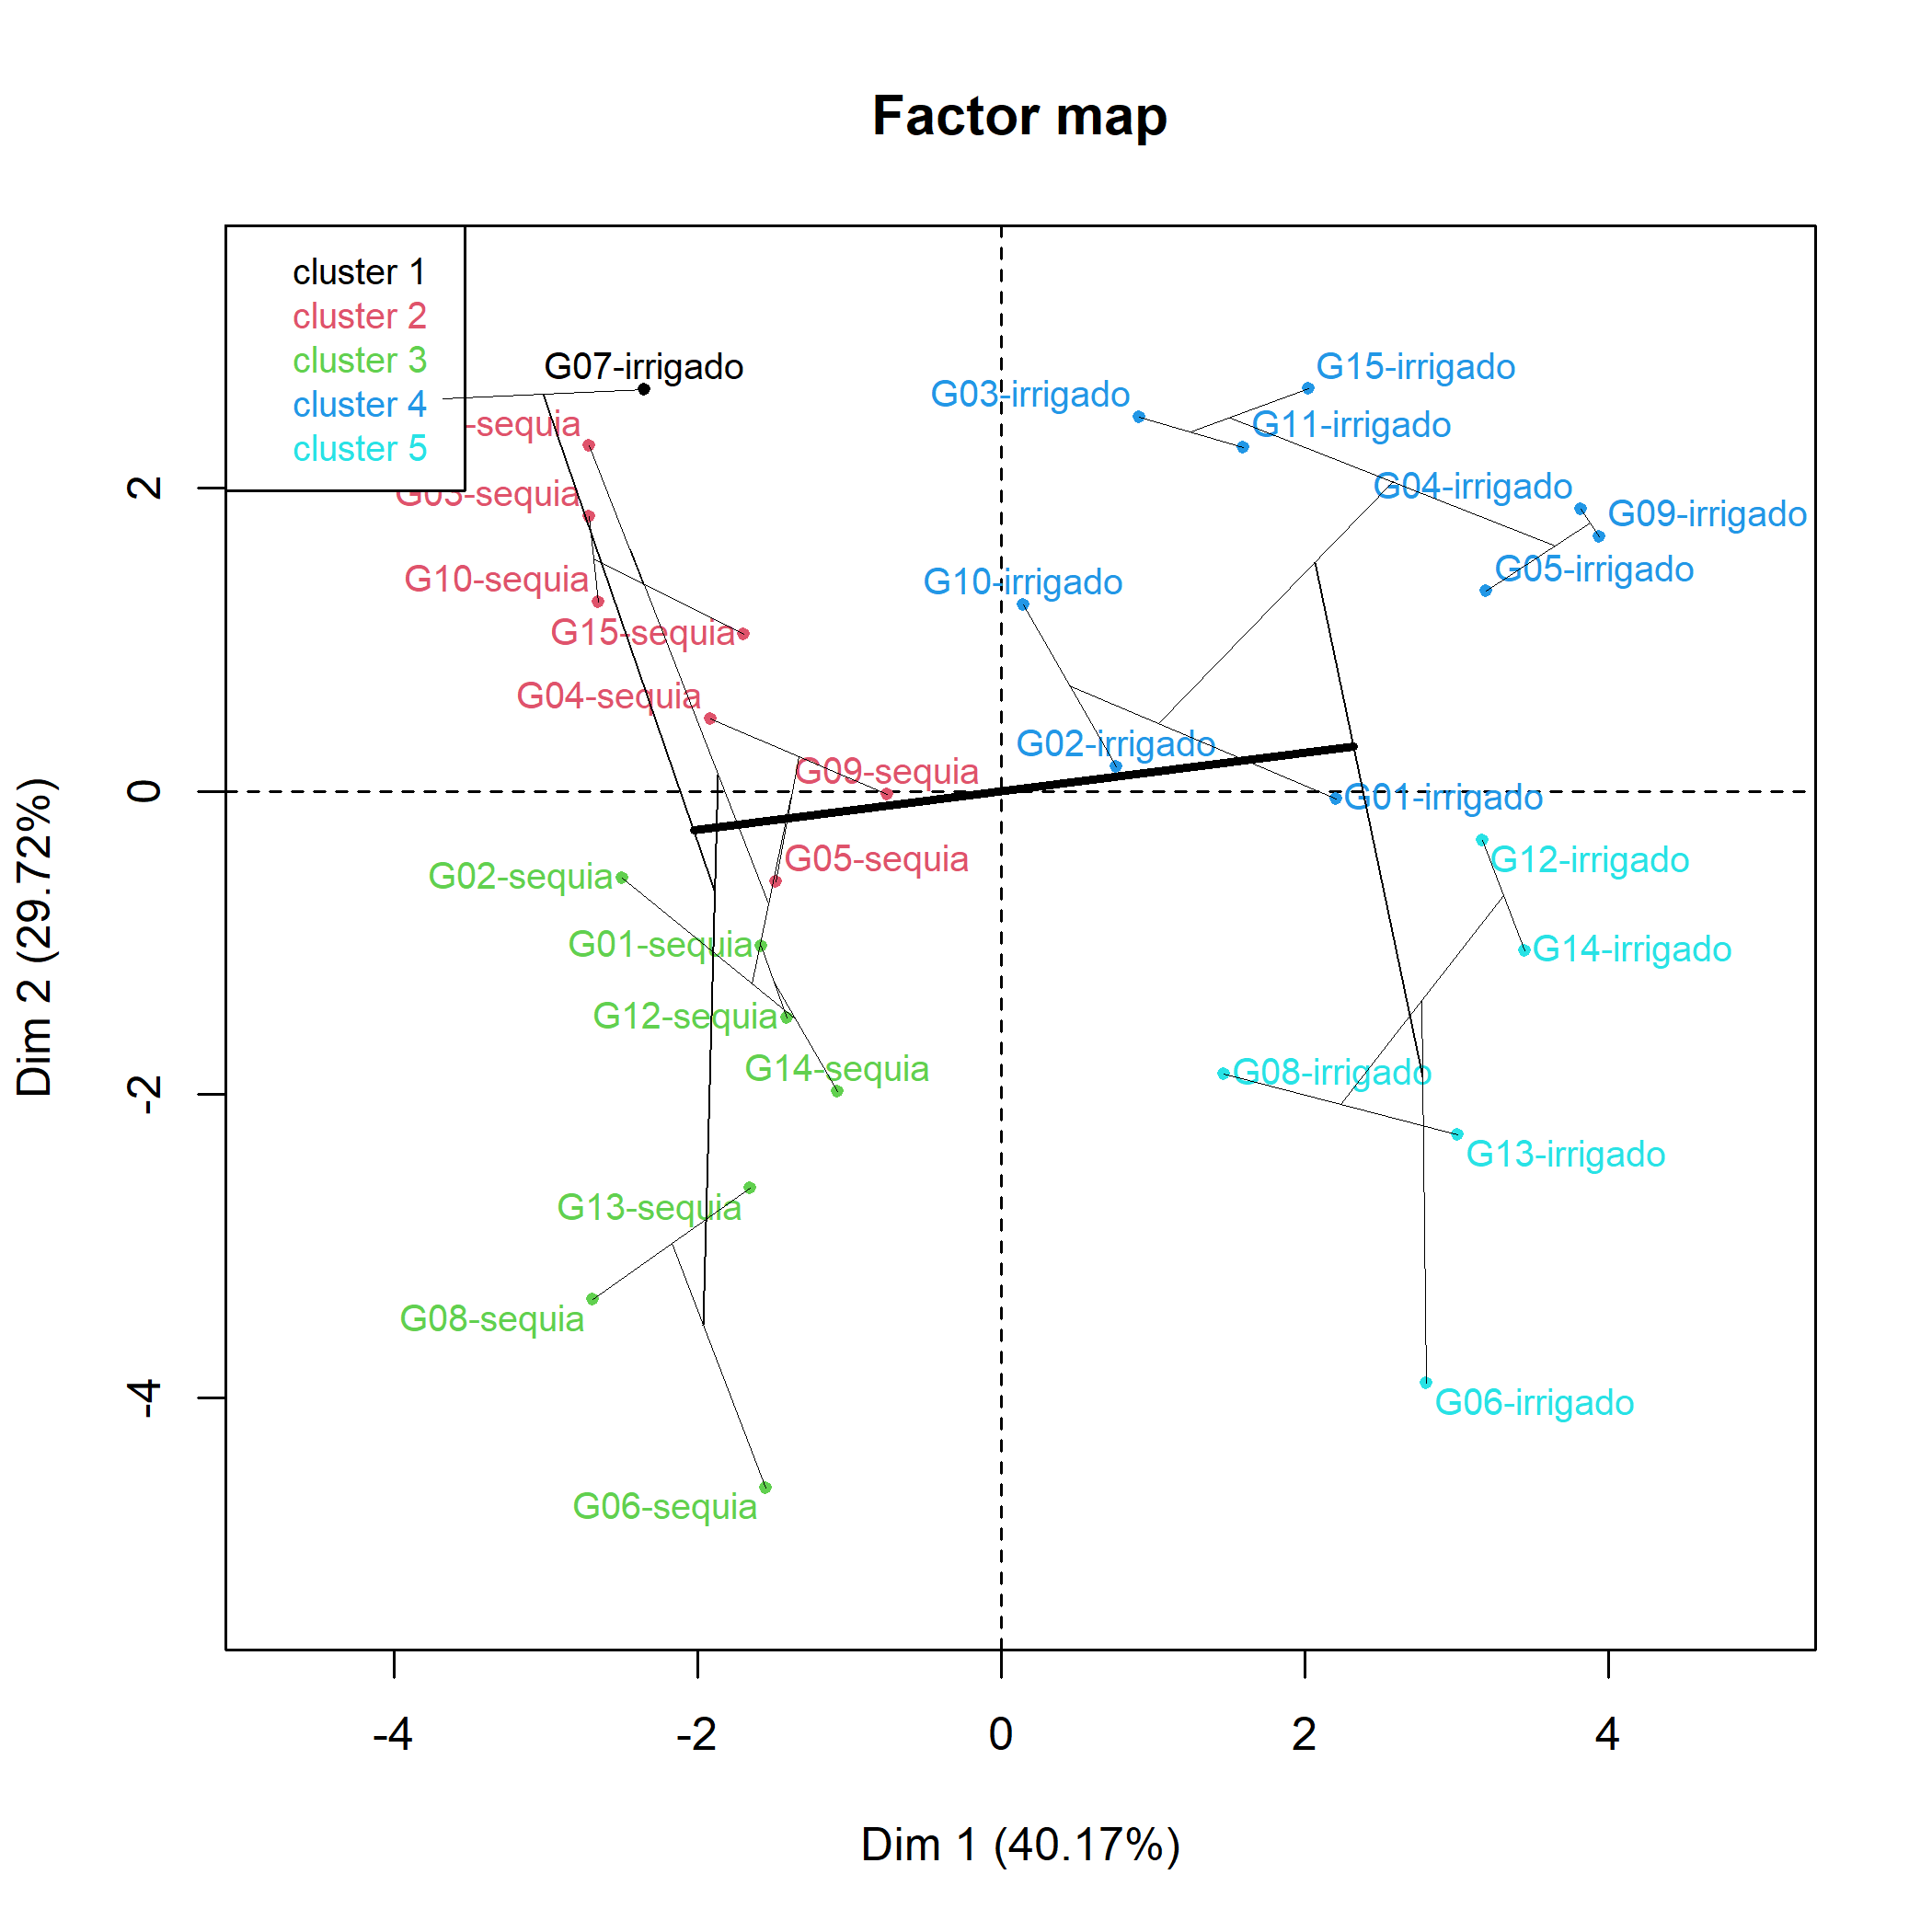 Factor map
cluster 1
cluster 2
cluster 3
cluster 4
cluster 5
G07-irrigado
G15-irrigado
G03-irrigado
G11-irrigado
-sequia
G04-irrigado
G03-sequia
G09-irrigado
G05-irrigado
G10-sequia
G10-irrigado
G15-sequia
G04-sequia
G02-irrigado
G09-sequia
G01-irrigado
G05-sequia
G12-irrigado
G02-sequia
G01-sequia
G14-irrigado
G12-sequia
G14-sequia
G08-irrigado
G13-irrigado
G13-sequia
G08-sequia
G06-irrigado
G06-sequia
2
0
-2
-4
Dim 2 (29.72%)
-4
-2
0
2
4
Dim 1 (40.17%)